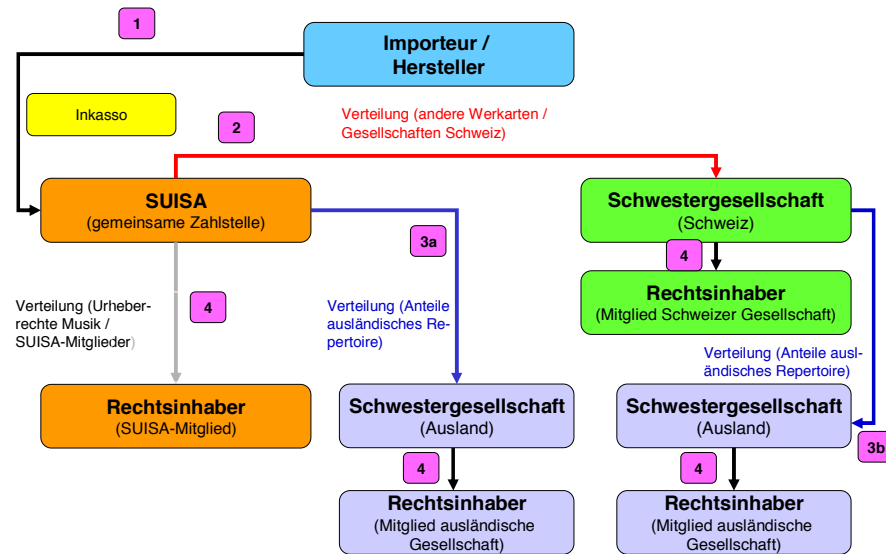 1
Importeur /
Hersteller
Inkasso
2
Verteilung (andere Werkarten /
Gesellschaften Schweiz)
SUISA
(gemeinsame Zahlstelle)
Schwestergesellschaft
(Schweiz)
3a
4
Rechtsinhaber
(Mitglied Schweizer Gesellschaft)
Verteilung (Urheber-
rechte Musik /
SUISA-Mitglieder)
4
Verteilung (Anteile
ausländisches Re-
pertoire)
Verteilung (Anteile aus-
ländisches Repertoire)
Rechtsinhaber
(SUISA-Mitglied)
Schwestergesellschaft
(Ausland)
Schwestergesellschaft
(Ausland)
3b
4
4
Rechtsinhaber
(Mitglied ausländische
Gesellschaft)
Rechtsinhaber
(Mitglied ausländische
Gesellschaft)